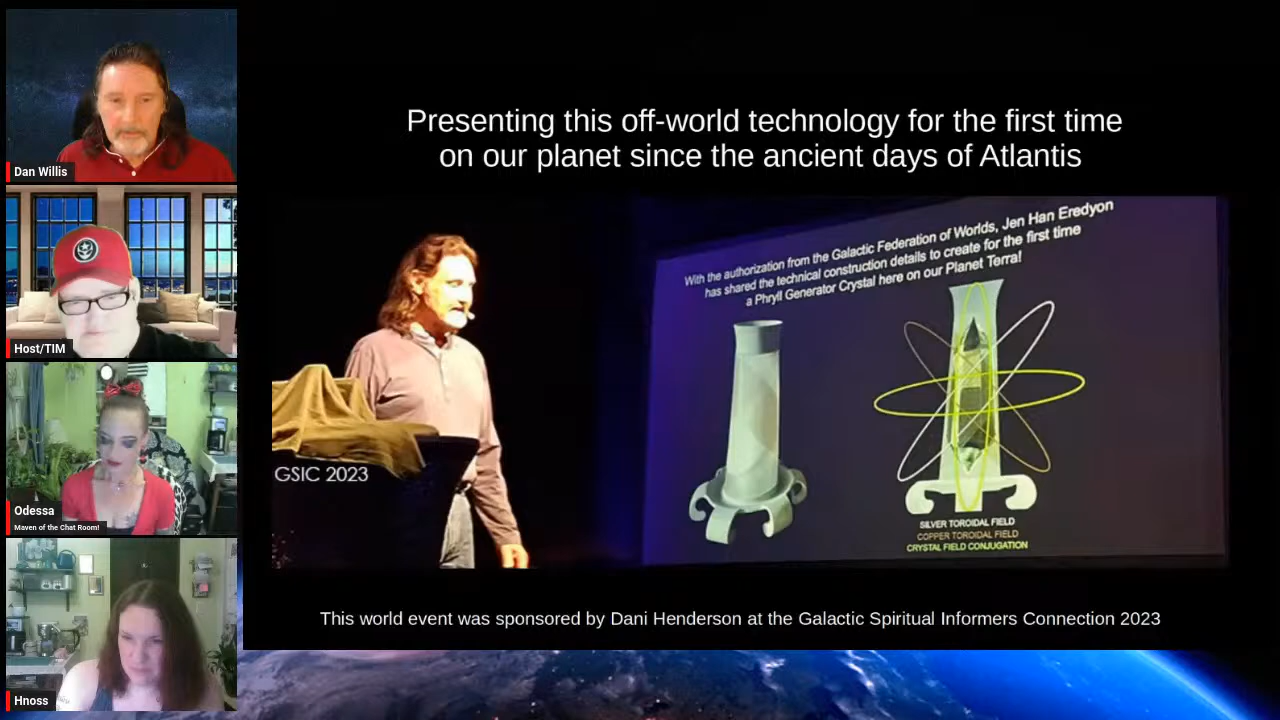 Dan Willis
Host/TIM
Odessa
Maven of the Chat Room!
Hnoss
Presenting this off-world technology for the first time
on our planet since the ancient days of Atlantis
With the authorization from the Galactic Federation of Worlds, Jen Han Eredyon
has shared the technical construction details to create for the first time
a Phryll Generator Crystal here on our Planet Terra!
GSIC 2023
SILVER TOROIDAL FIELD
COPPER TOROIDAL FIELD
CRYSTAL FIELD CONJUGATION
This world event was sponsored by Dani Henderson at the Galactic Spiritual Informers Connection 2023